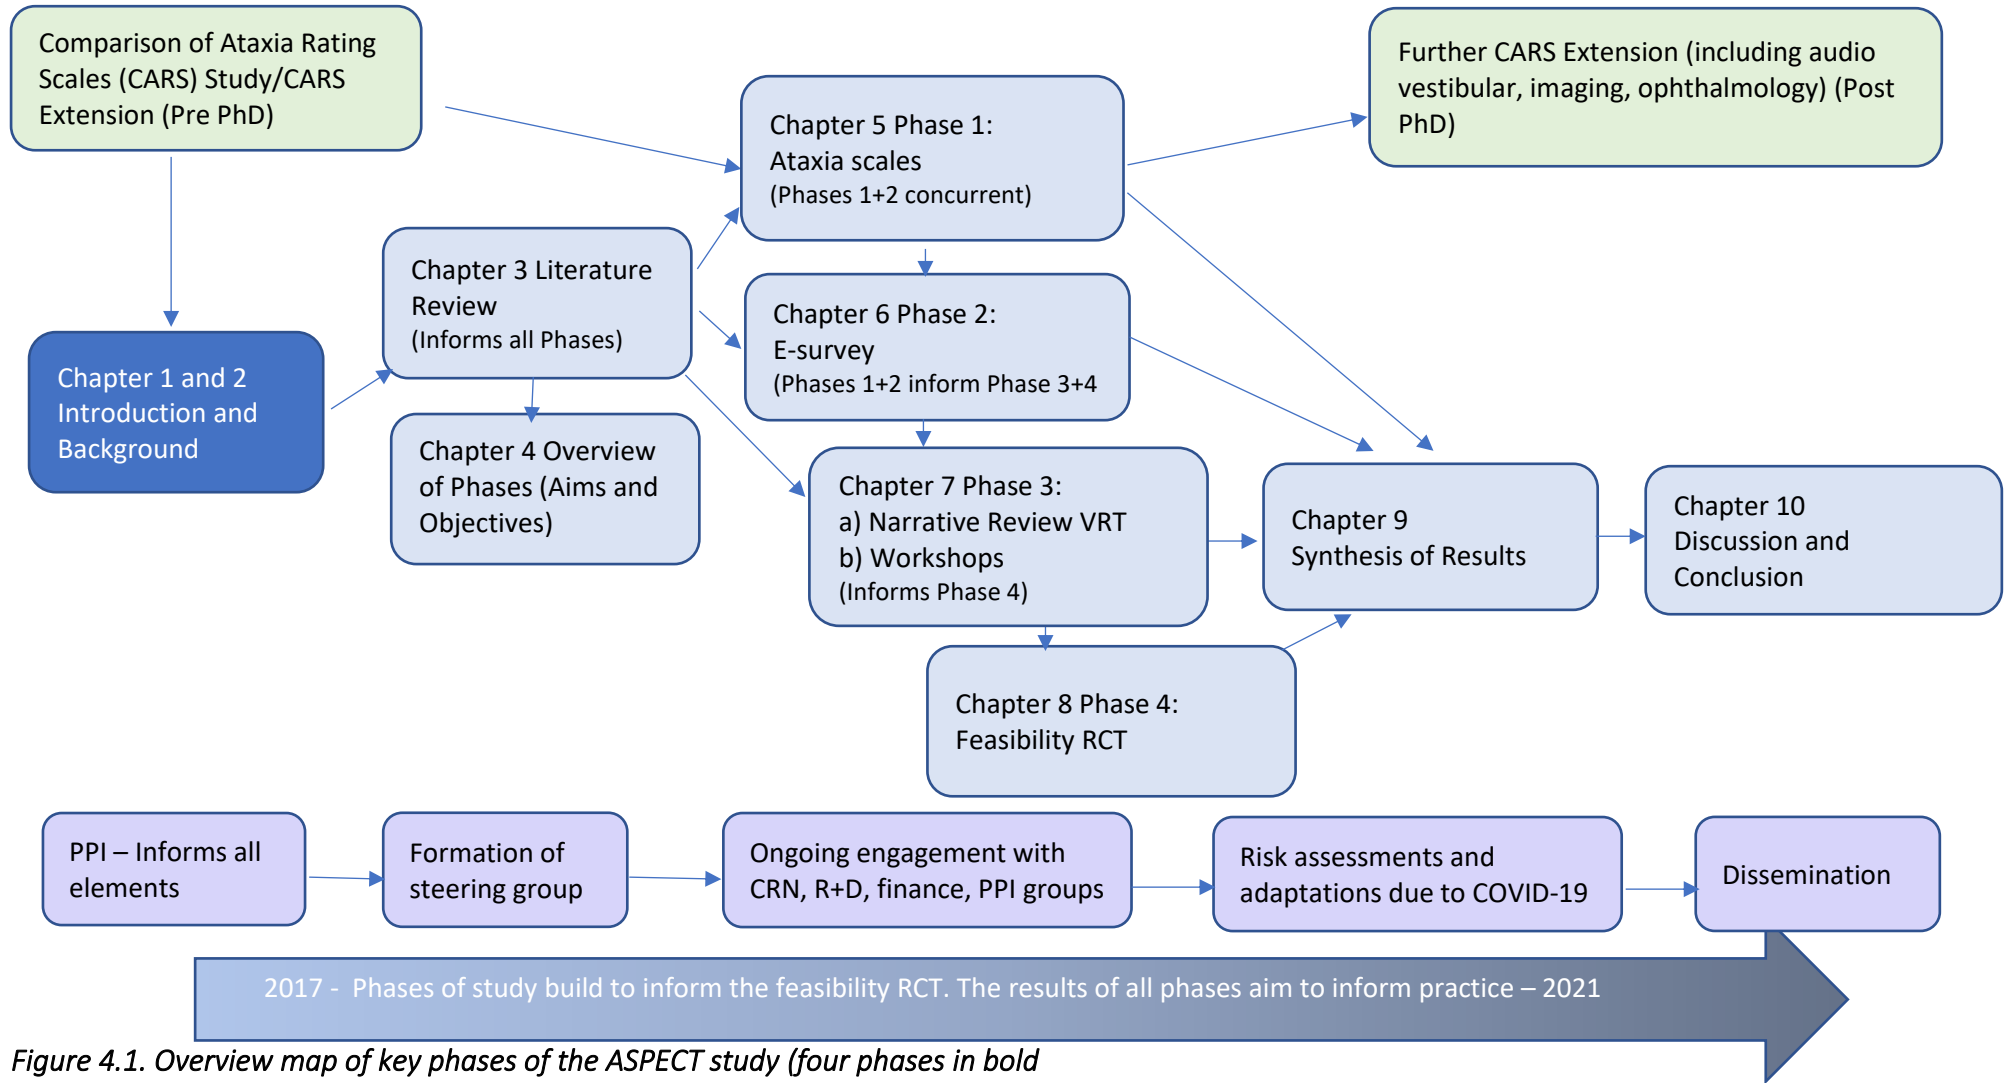 Comparison of Ataxia Rating
Scales (CARS) Study/CARS
Extension (Pre PhD)
Further CARS Extension (including audio
vestibular, imaging, ophthalmology) (Post
PhD)
Chapter 5 Phase 1:
Ataxia scales
(Phases 1+2 concurrent)
Chapter 3 Literature
Review
(Informs all Phases)
Chapter 6 Phase 2:
E-survey
(Phases 1+2 inform Phase 3+4
Chapter 1 and 2
Introduction and
Background
Chapter 4 Overview
of Phases (Aims and
Objectives)
Chapter 7 Phase 3:
a) Narrative Review VRT
b) Workshops
(Informs Phase 4)
Chapter 9
Synthesis of Results
Chapter 10
Discussion and
Conclusion
Chapter 8 Phase 4:
Feasibility RCT
PPI – Informs all
elements
Formation of
steering group
Ongoing engagement with
CRN, R+D, finance, PPI groups
Risk assessments and
adaptations due to COVID-19
Dissemination
2017 -  Phases of study build to inform the feasibility RCT. The results of all phases aim to inform practice – 2021
Figure 4.1. Overview map of key phases of the ASPECT study (four phases in bold